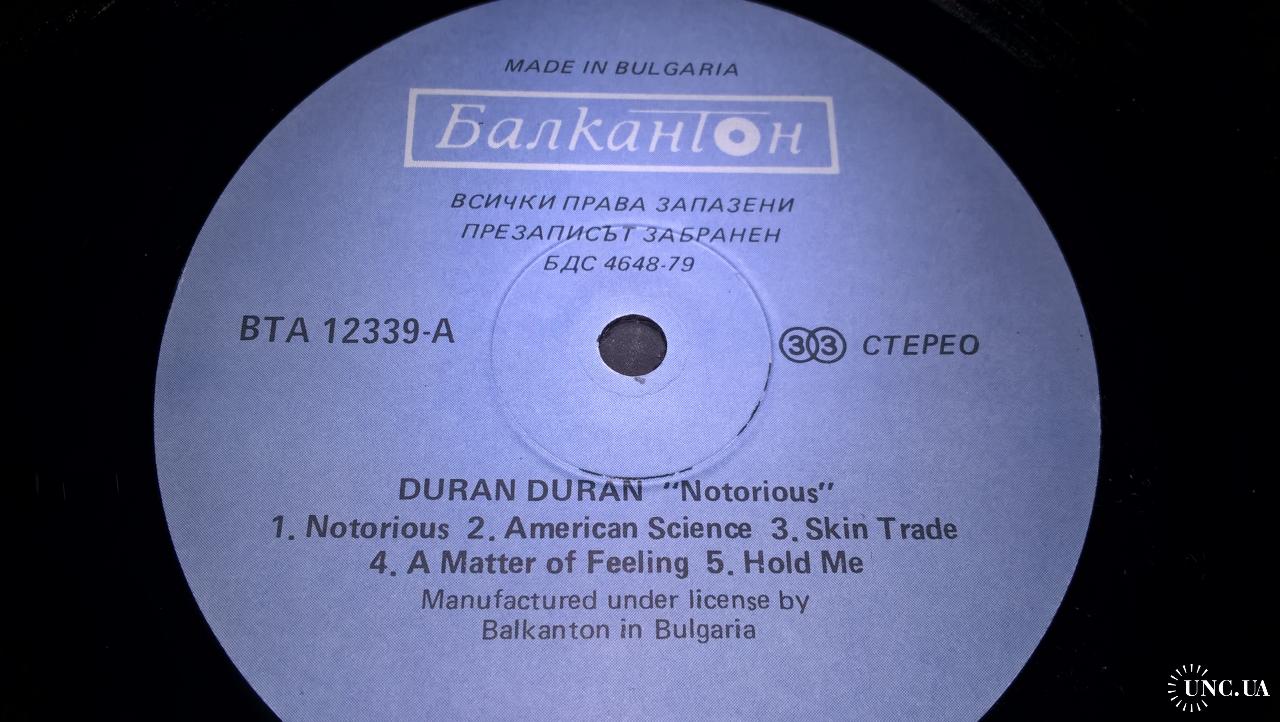 MADE IN BULGARIA
Балкантон
ВСИЧКИ ПРАВА ЗАПАЗЕНИ
ПРЕЗАПИСЪТ ЗАБРАНЕН
БДС 4648-79
ВТА 12339-А
33 СТЕРЕО
DURAN DURAN "Notorious"
1. Notorious 2. American Science 3. Skin Trade
4. A Matter of Feeling 5. Hold Me
Manufactured under license by
Balkanton in Bulgaria
UNC.UA